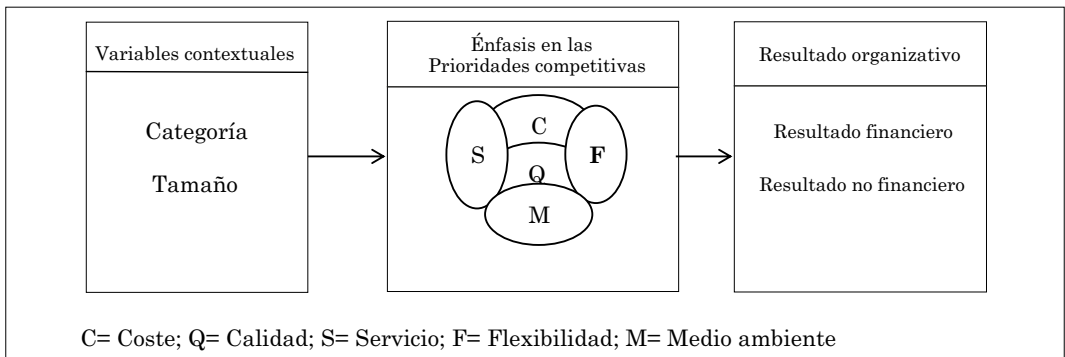 Variables contextuales
Categoría
Tamaño
Énfasis en las
Prioridades competitivas
C
S
F
Q
M
Resultado organizativo
Resultado financiero
Resultado no financiero
C= Coste; Q= Calidad; S= Servicio; F= Flexibilidad; M= Medio ambiente